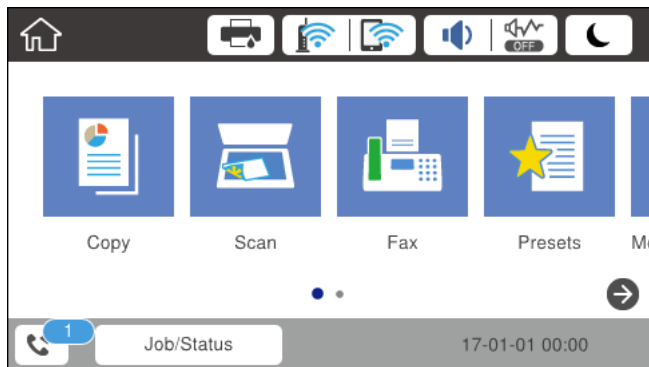 OFF
Copy
Scan
Fax
Presets
1
Job/Status
17-01-01 00:00